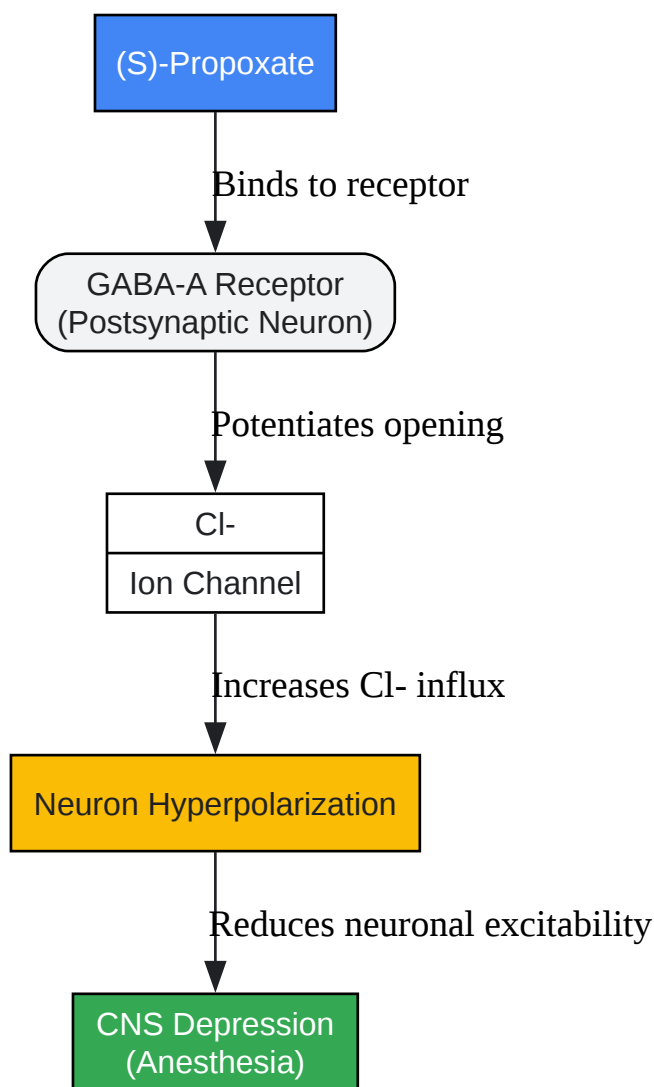 (S)-Propoxate
Binds to receptor
GABA-A Receptor
(Postsynaptic Neuron)
Potentiates opening
Cl-
Ion Channel
Increases Cl- influx
Neuron Hyperpolarization
Reduces neuronal excitability
CNS Depression
(Anesthesia)